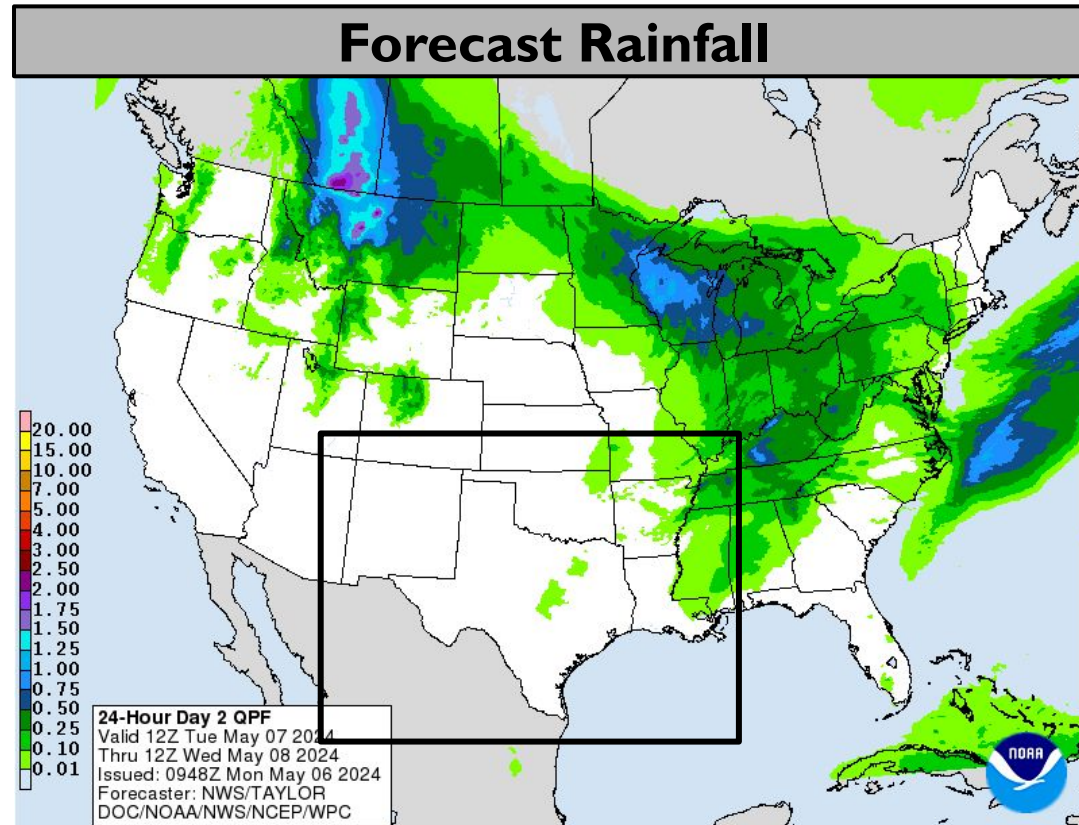 Forecast Rainfall
20.00
15.00
10.00
7.00
5.00
4.00
3.00
2.50
2.00
1.75
1.50
1.25
1.00
0.75
0.50
0.25
0.10
0.01
24-Hour Day 2 QPF
Valid 12Z Tue May 07 2024
Thru 12Z Wed May 08 2024
Issued: 0948Z Mon May 06 2024
Forecaster: NWS/TAYLOR
DOC/NOAA/NWS/NCEP/WPC
NOAA